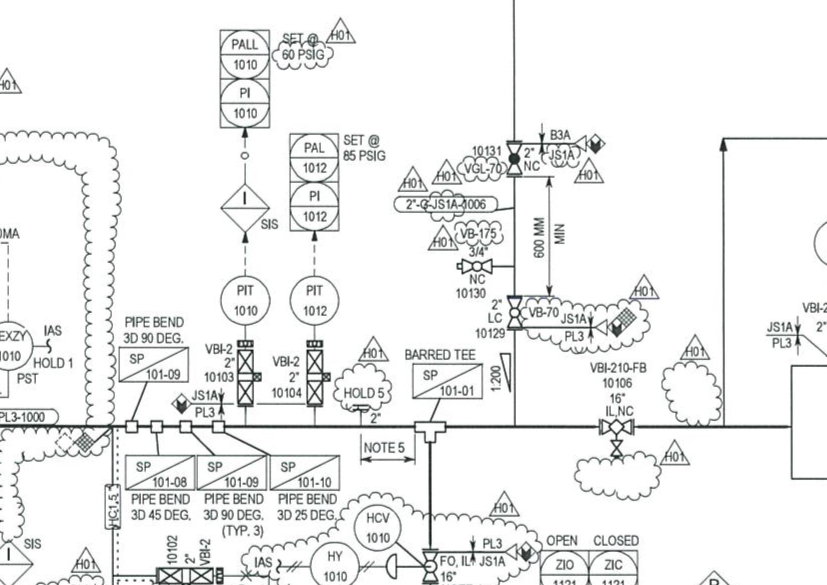 PALL
1010
PI
1010
SET @
60 PSIG
H01
H01
PAL
1012
PI
1012
SET @
85 PSIG
I
SIS
PIT
1010
PIT
1012
10131
2"
NC
VGL-70
B3A
JS1A
H01
H01
H01
2"-G-JS1A-1006
VB-175
H01
3/4"
NC
10130
600 MM
MIN
2"
LC
10129
VB-70
JS1A
PL3
H01
1:200
IAS
HOLD 1
PST
EXZY
1010
PIPE BEND
3D 90 DEG.
SP
101-09
VBI-2
2"
10103
VBI-2
2"
10104
JS1A
PL3
H01
HOLD 5
2"
BARRED TEE
SP
101-01
NOTE 5
VBI-210-FB
10106
16"
IL,NC
H01
H01
JS1A
PL3
VBI-2
2"
PL3-1000
SP
101-08
PIPE BEND
3D 45 DEG.
SP
101-09
PIPE BEND
3D 90 DEG.
(TYP. 3)
SP
101-10
PIPE BEND
3D 25 DEG.
HC1,5"
I
SIS
H01
10102
2"
VBI-2
IAS
HY
1010
HCV
1010
H01
PL3
JS1A
FO, IL
16"
OPEN
ZIO
1121
CLOSED
ZIC
1121